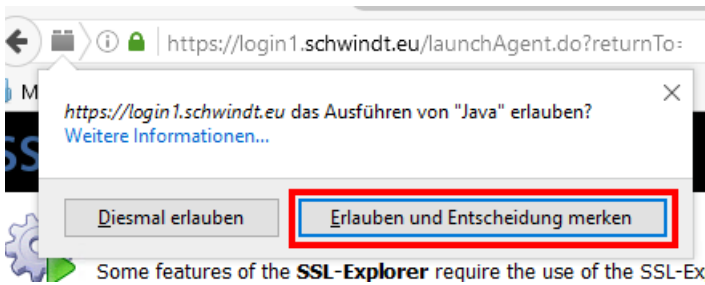 https://login1.schwindt.eu/launchAgent.do?returnTo=
M
https://login1.schwindt.eu das Ausführen von "Java" erlauben?
Weitere Informationen...
SS
Diesmal erlauben
Erlauben und Entscheidung merken
Some features of the SSL-Explorer require the use of the SSL-Ex